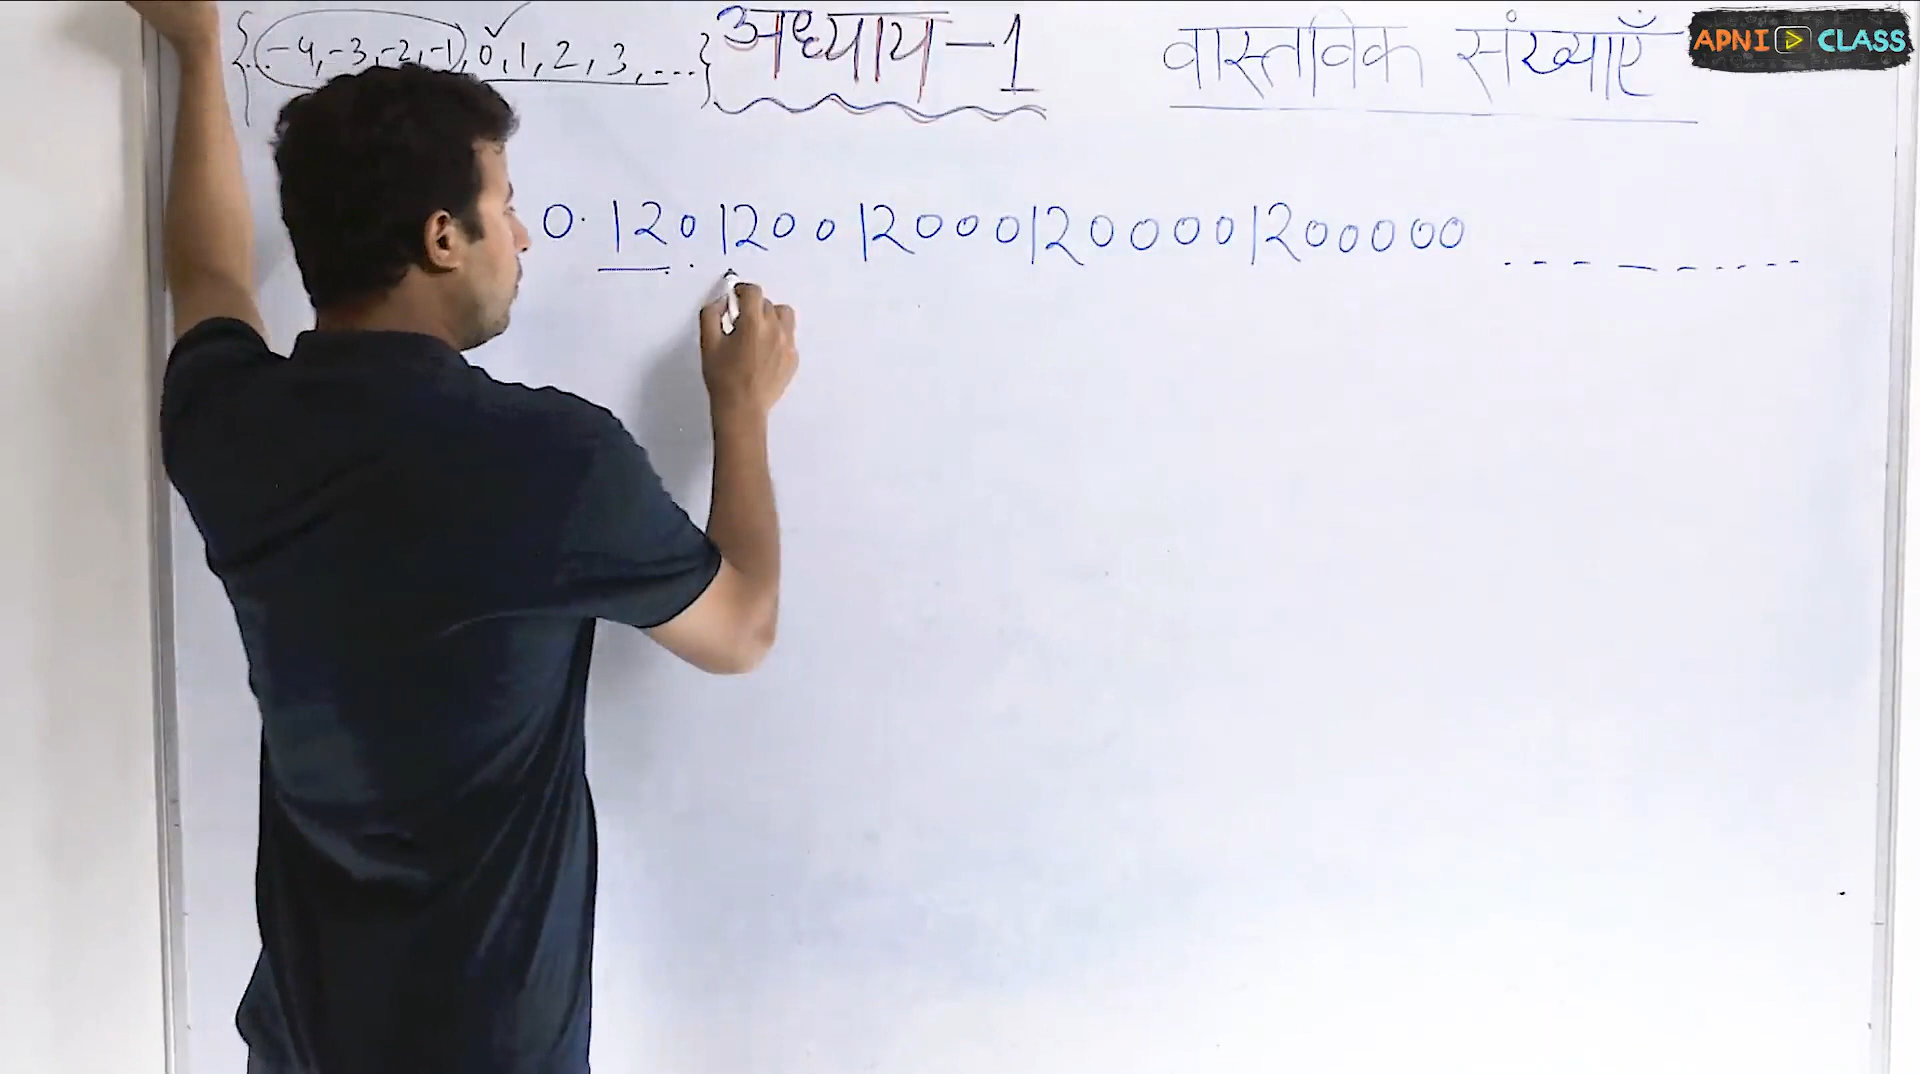 {... -4, -3, -2, -1, 0, 1, 2, 3, ...} अध्याय-1 वास्तविक संख्याएँ
APNI CLASS
0.1201200120001200001200000 ..........